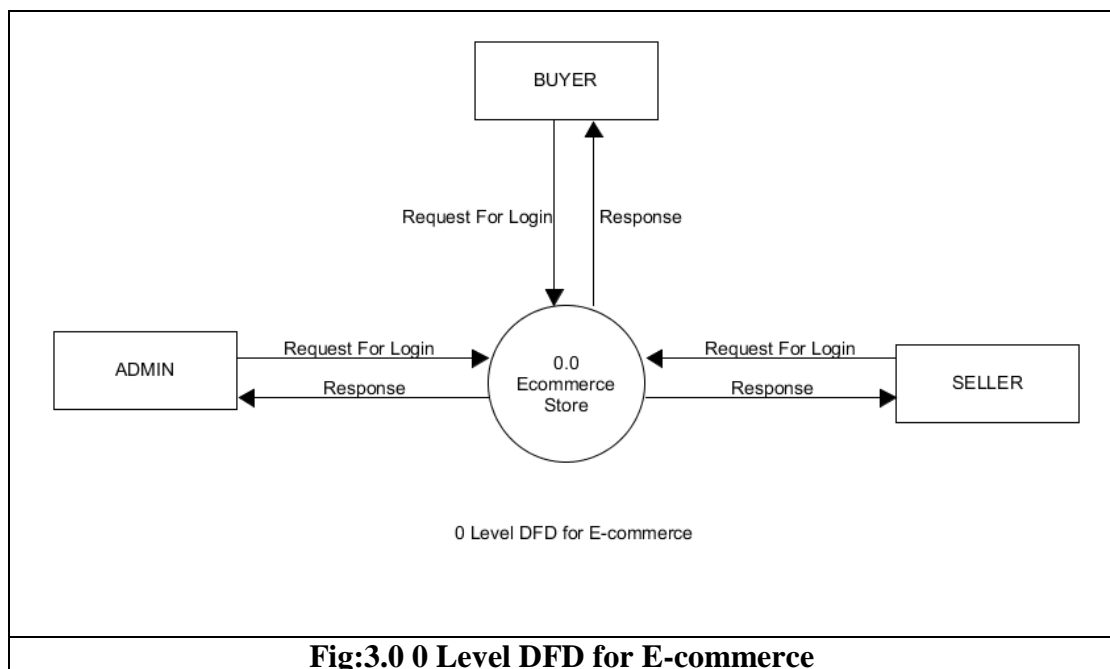 BUYER
Request For Login
Response
ADMIN
Request For Login
Response
0.0
Ecommerce
Store
Request For Login
Response
SELLER
0 Level DFD for E-commerce
Fig:3.0 0 Level DFD for E-commerce